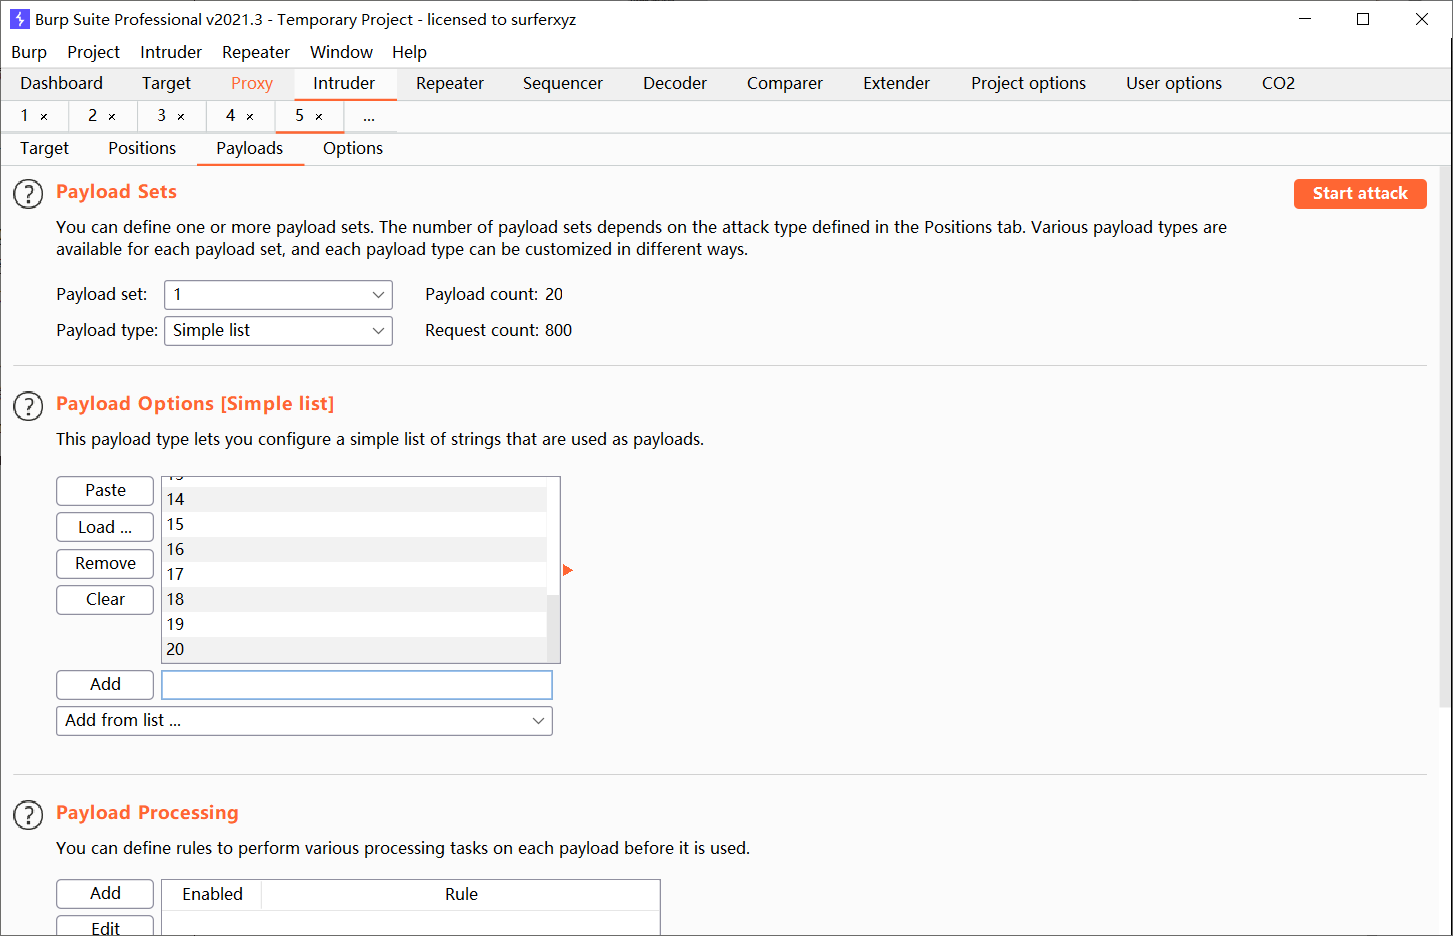 Burp Suite Professional v2021.3 - Temporary Project - licensed to surferxyz
Burp Project Intruder Repeater Window Help
Dashboard Target Proxy Intruder Repeater Sequencer Decoder Comparer Extender Project options User options CO2
1 × 2 × 3 × 4 × 5 × ...
Target Positions Payloads Options
? Payload Sets Start attack
You can define one or more payload sets. The number of payload sets depends on the attack type defined in the Positions tab. Various payload types are
available for each payload set, and each payload type can be customized in different ways.
Payload set: 1 Payload count: 20
Payload type: Simple list Request count: 800
? Payload Options [Simple list]
This payload type lets you configure a simple list of strings that are used as payloads.
Paste
Load ...
Remove
Clear
14
15
16
17
18
19
20
Add
Add from list ...
? Payload Processing
You can define rules to perform various processing tasks on each payload before it is used.
Add Enabled Rule
Edit